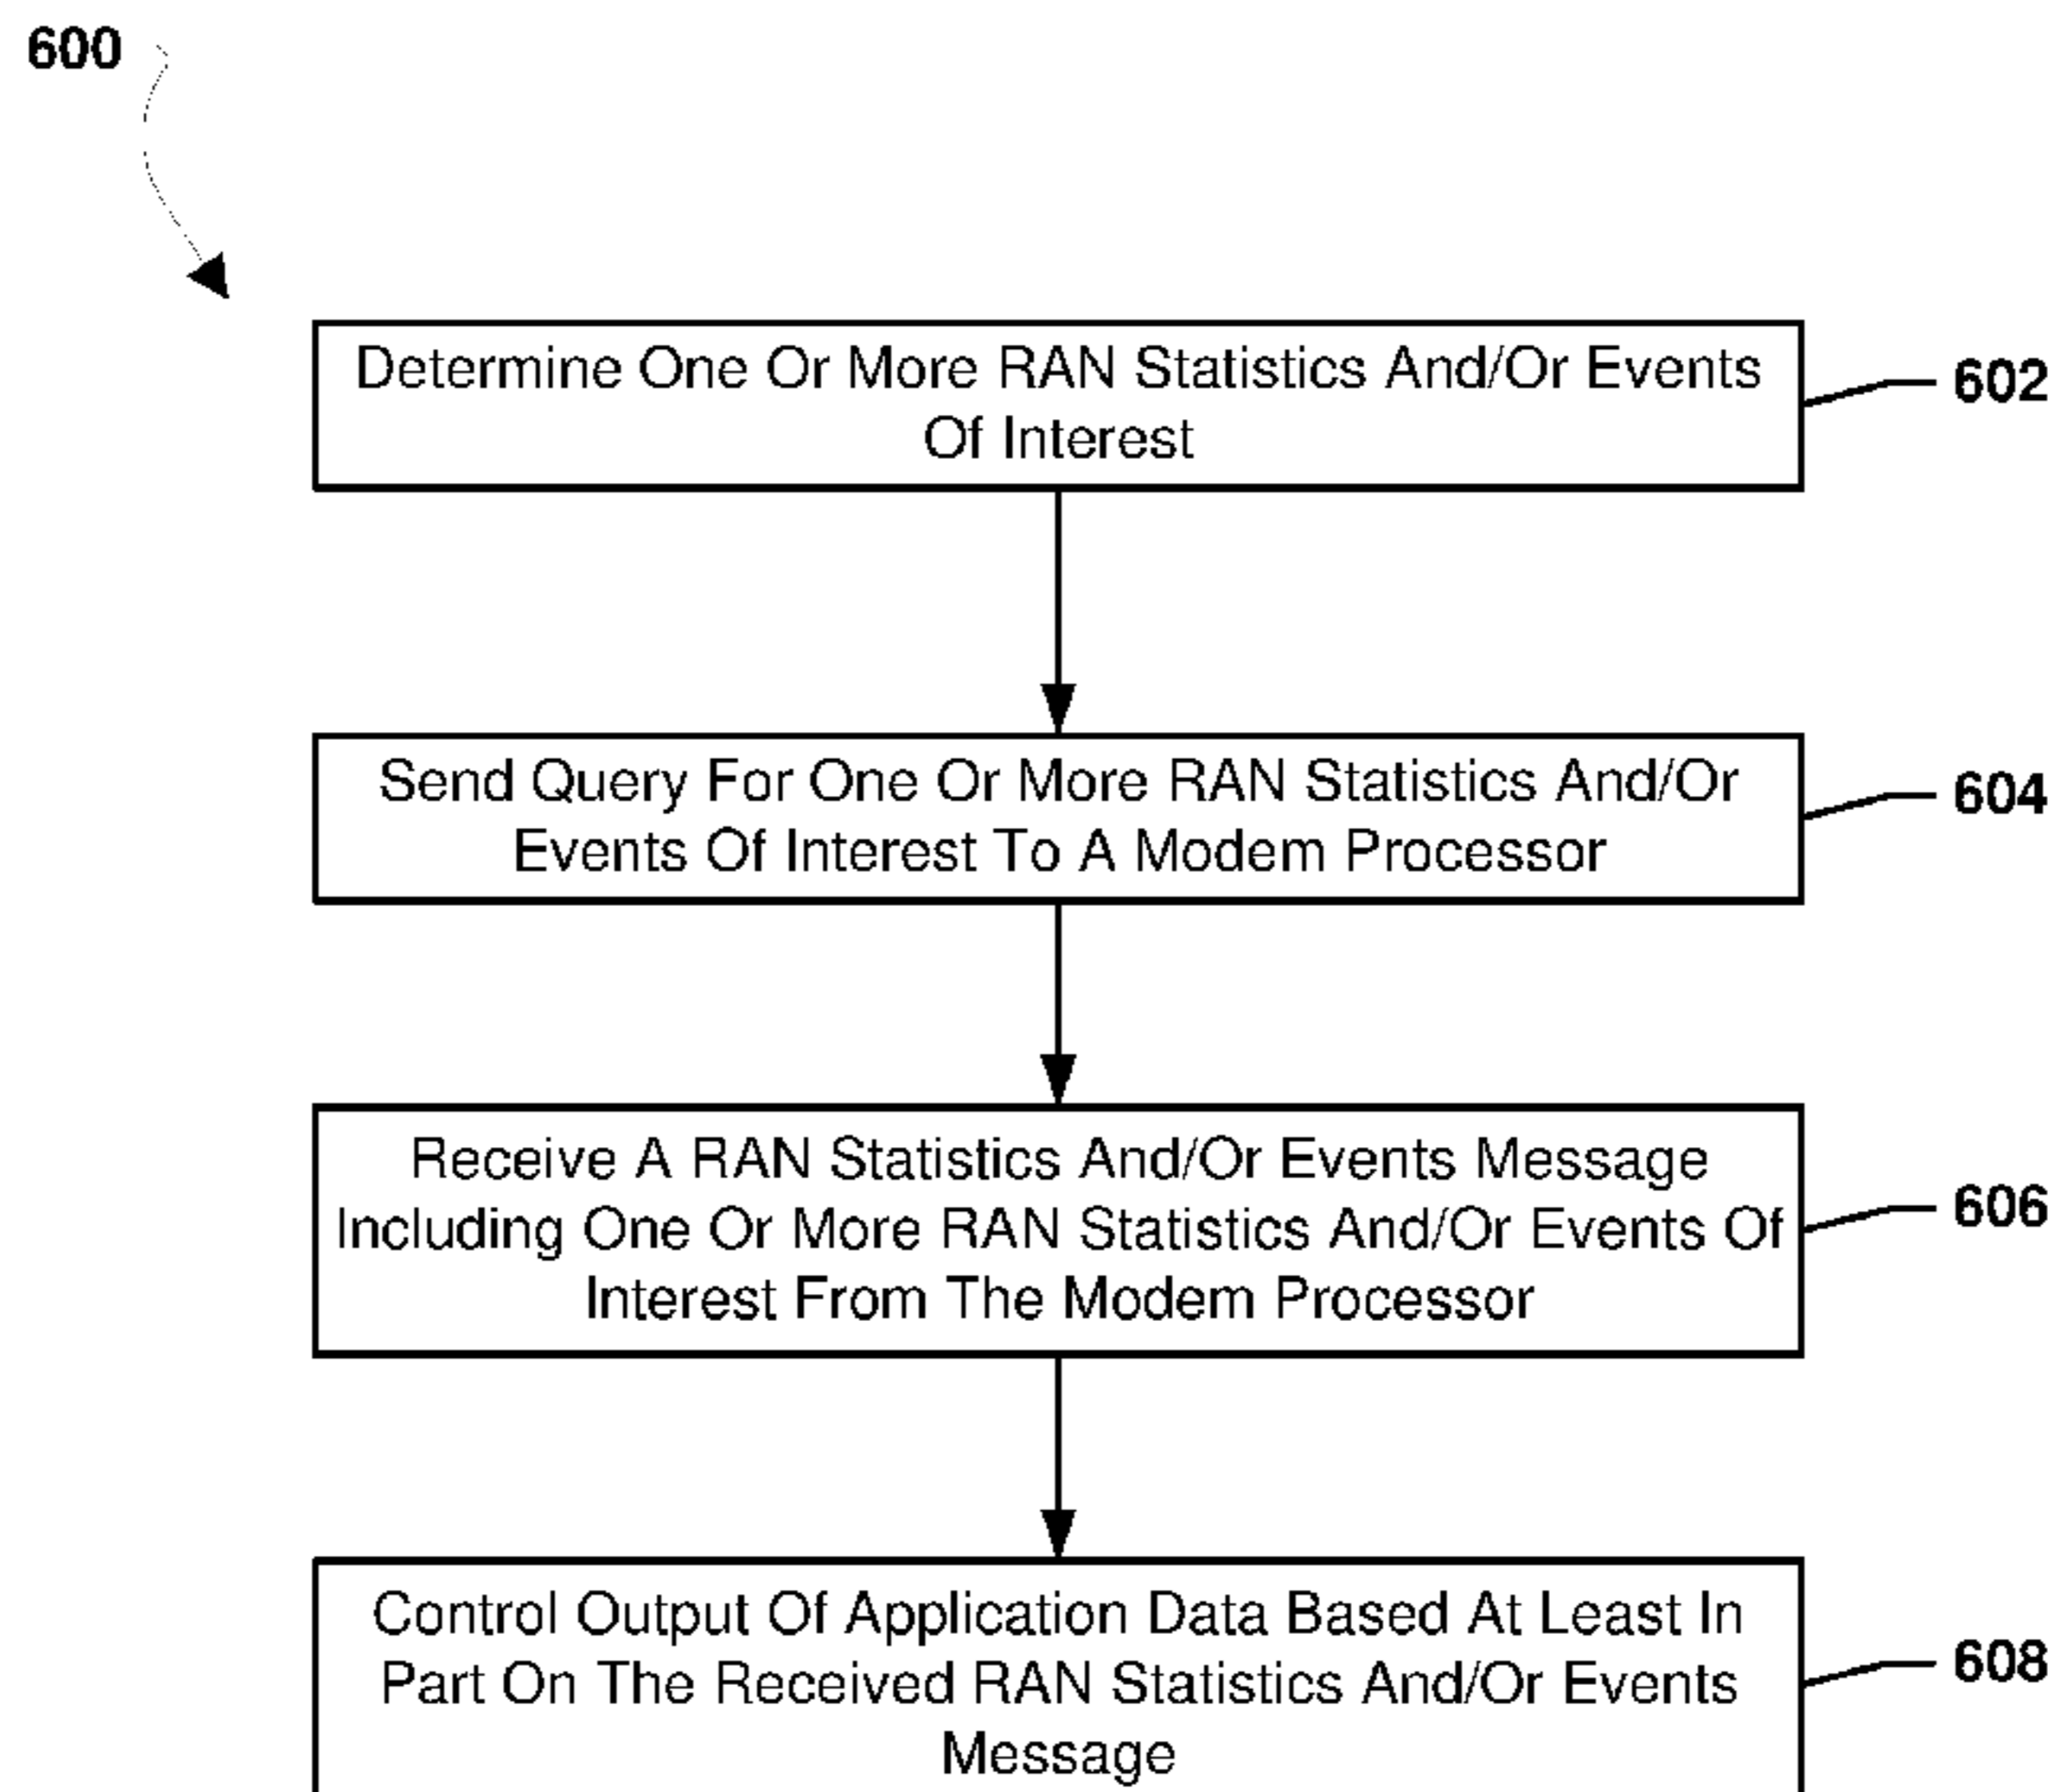 600
Determine One Or More RAN Statistics And/Or Events
Of Interest
602
Send Query For One Or More RAN Statistics And/Or
Events Of Interest To A Modem Processor
604
Receive A RAN Statistics And/Or Events Message
Including One Or More RAN Statistics And/Or Events Of
Interest From The Modem Processor
606
Control Output Of Application Data Based At Least In
Part On The Received RAN Statistics And/Or Events
Message
608